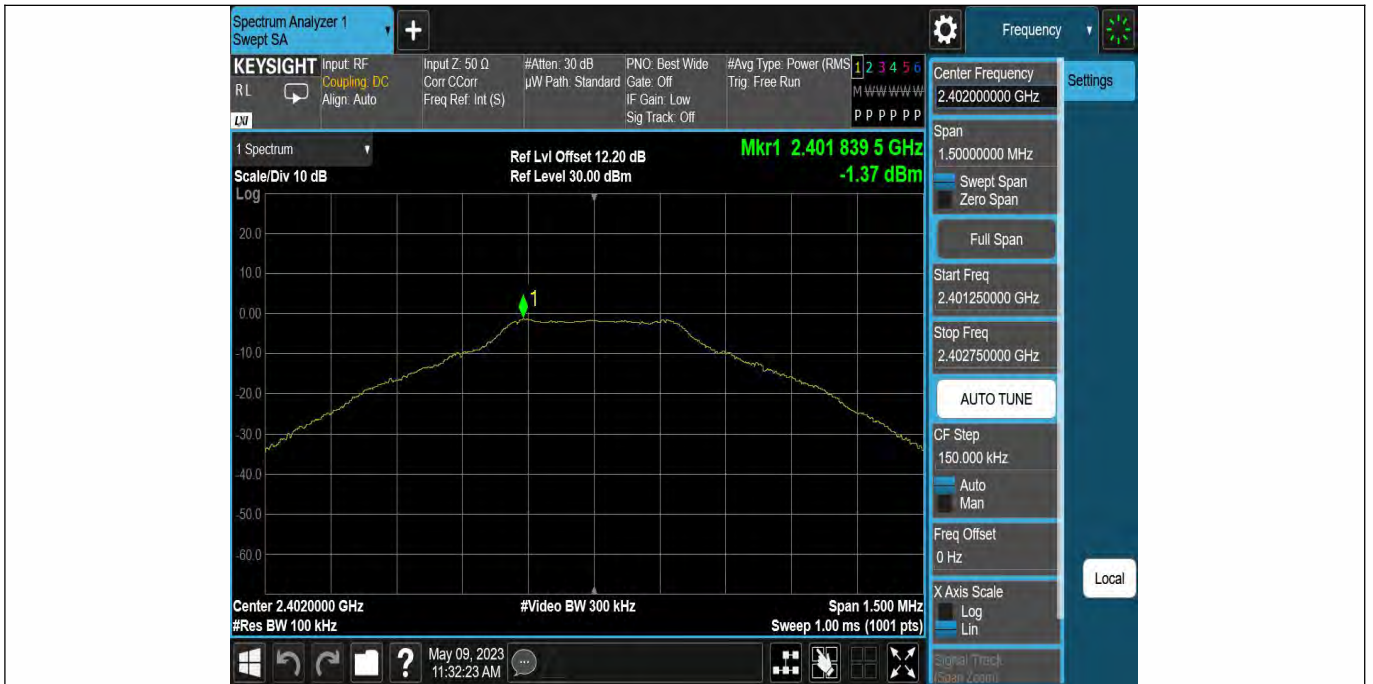 Spectrum Analyzer 1
Swept SA
+
Frequency
KEYSIGHT
RL
LXI
Input: RF
Coupling: DC
Align: Auto
Input Z: 50 Ω
Corr CCorr
Freq Ref: Int (S)
#Atten: 30 dB
µW Path: Standard
PNO: Best Wide
Gate: Off
IF Gain: Low
Sig Track: Off
#Avg Type: Power (RMS
Trig: Free Run
1 2 3 4 5 6
M W W W W W
P P P P P P
1 Spectrum
Scale/Div 10 dB
Log
Ref Lvl Offset 12.20 dB
Ref Level 30.00 dBm
Mkr1 2.401 839 5 GHz
-1.37 dBm
20.0
10.0
0.00
-10.0
-20.0
-30.0
-40.0
-50.0
-60.0
1
Center 2.4020000 GHz
#Res BW 100 kHz
#Video BW 300 kHz
Span 1.500 MHz
Sweep 1.00 ms (1001 pts)
Center Frequency
2.402000000 GHz
Settings
Span
1.50000000 MHz
Swept Span
Zero Span
Full Span
Start Freq
2.401250000 GHz
Stop Freq
2.402750000 GHz
AUTO TUNE
CF Step
150.000 kHz
Auto
Man
Freq Offset
0 Hz
X Axis Scale
Log
Lin
Signal Track
(Span Zoom)
Local
?
May 09, 2023
11:32:23 AM